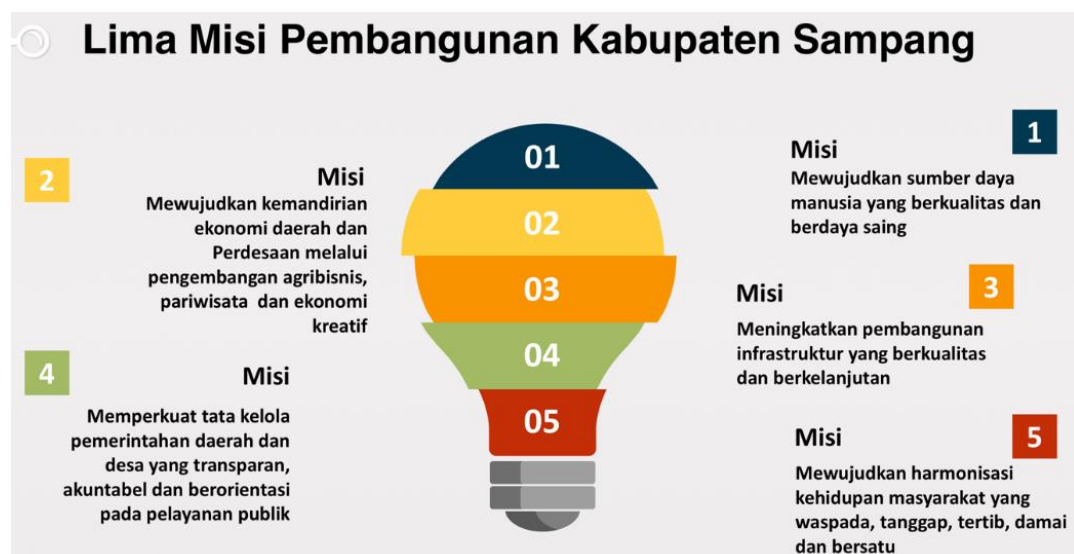 Lima Misi Pembangunan Kabupaten Sampang
01
02
03
04
05
1
Misi
Mewujudkan sumber daya
manusia yang berkualitas dan
berdaya saing
2
Misi
Mewujudkan kemandirian
ekonomi daerah dan
Perdesaan melalui
pengembangan agribisnis,
pariwisata dan ekonomi
kreatif
3
Misi
Meningkatkan pembangunan
infrastruktur yang berkualitas
dan berkelanjutan
4
Misi
Memperkuat tata kelola
pemerintahan daerah dan
desa yang transparan,
akuntabel dan berorientasi
pada pelayanan publik
5
Misi
Mewujudkan harmonisasi
kehidupan masyarakat yang
waspada, tanggap, tertib, damai
dan bersatu